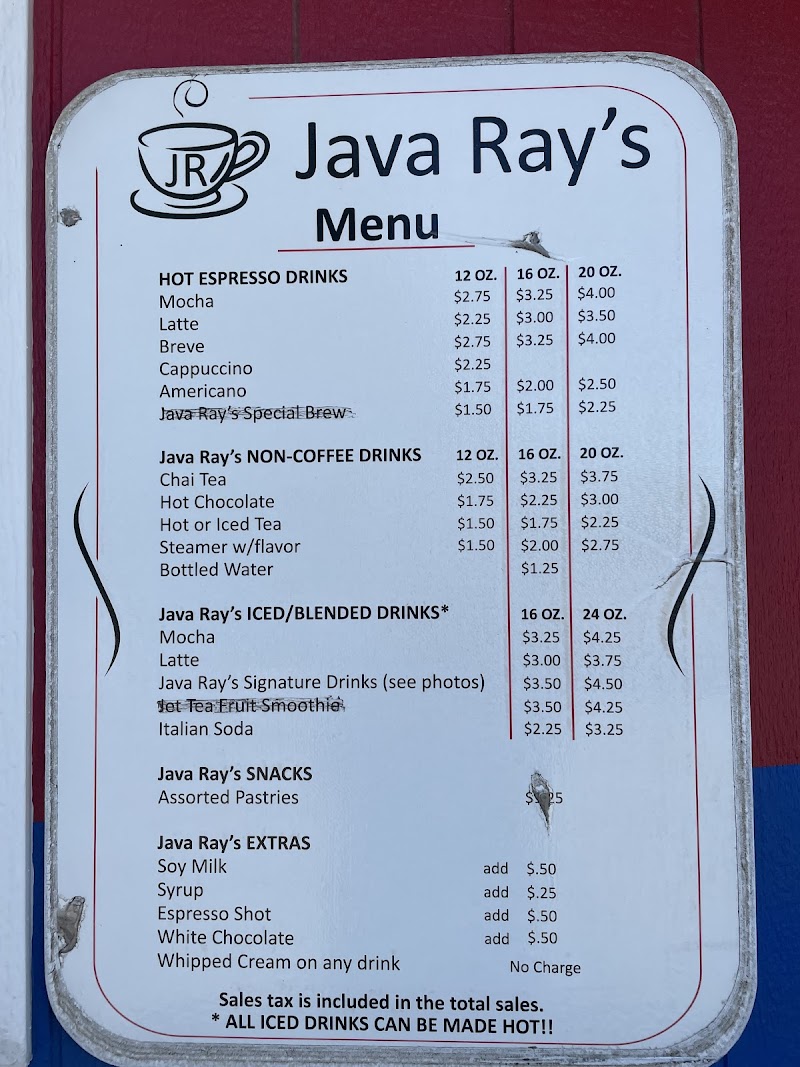 JR
Java Ray's
Menu
HOT ESPRESSO DRINKS 12 OZ. 16 OZ. 20 OZ.
Mocha $2.75 $3.25 $4.00
Latte $2.25 $3.00 $3.50
Breve $2.75 $3.25 $4.00
Cappuccino $2.25
Americano $1.75 $2.00 $2.50
Java Ray's Special Brew $1.50 $1.75 $2.25
Java Ray's NON-COFFEE DRINKS 12 OZ. 16 OZ. 20 OZ.
Chai Tea $2.50 $3.25 $3.75
Hot Chocolate $1.75 $2.25 $3.00
Hot or Iced Tea $1.50 $1.75 $2.25
Steamer w/flavor $1.50 $2.00 $2.75
Bottled Water $1.25
Java Ray's ICED/BLENDED DRINKS* 16 OZ. 24 OZ.
Mocha $3.25 $4.25
Latte $3.00 $3.75
Java Ray's Signature Drinks (see photos) $3.50 $4.50
Jet Tea Fruit Smoothie $3.50 $4.25
Italian Soda $2.25 $3.25
Java Ray's SNACKS
Assorted Pastries
Java Ray's EXTRAS
Soy Milk add $.50
Syrup add $.25
Espresso Shot add $.50
White Chocolate add $.50
Whipped Cream on any drink No Charge
Sales tax is included in the total sales.
* ALL ICED DRINKS CAN BE MADE HOT!!